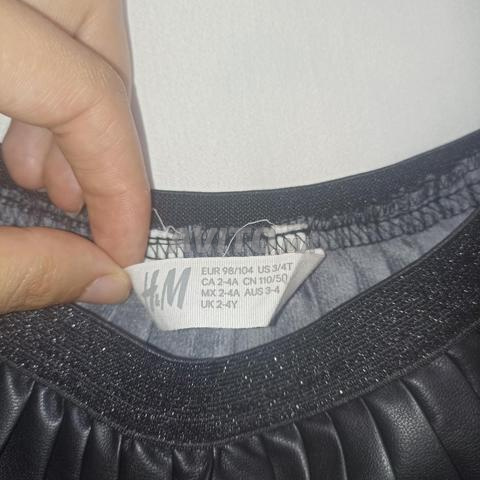 H&M
EUR 98/104 US 3/4T
CA 2-4A CN 110/50
MX 2-4A AUS 3-4
UK 2-4Y